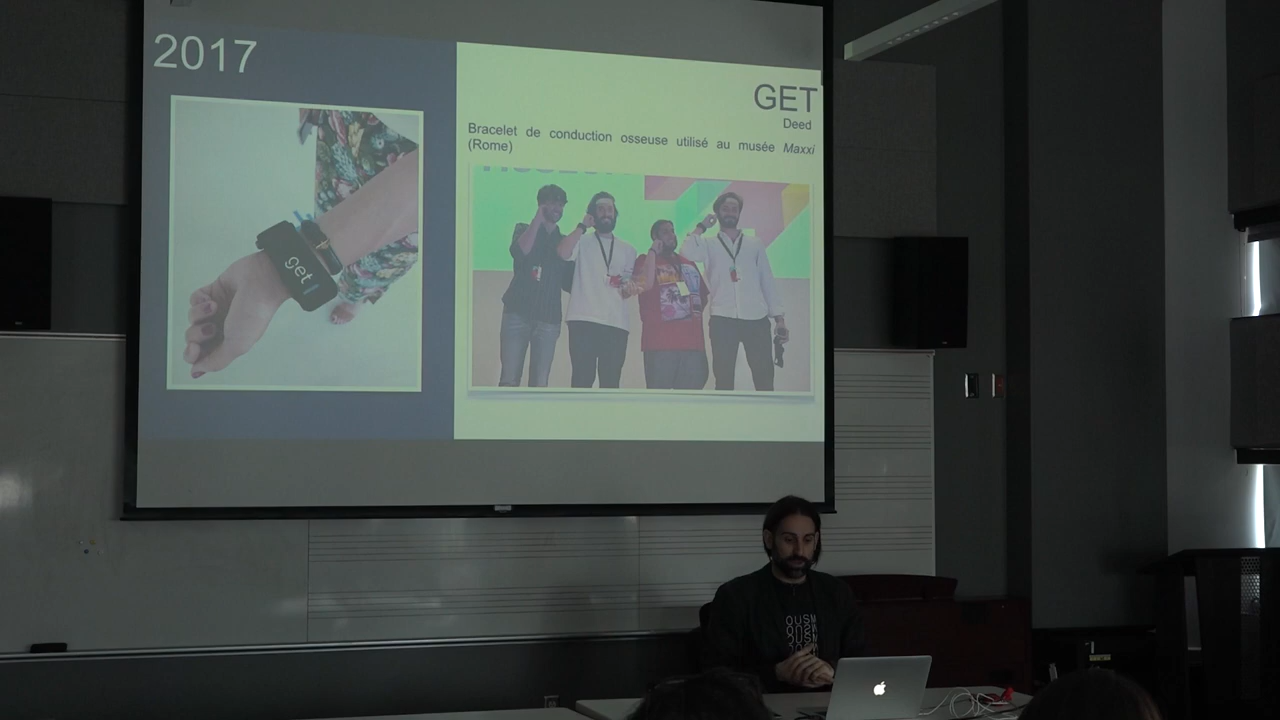 2017
get
GET
Deed
Bracelet de conduction osseuse utilisé au musée Maxxi
(Rome)